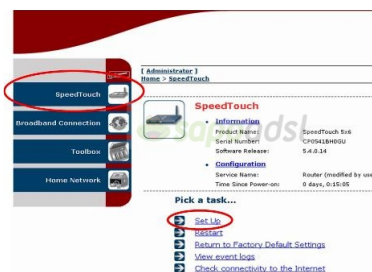 [ Administrator ]
Home > SpeedTouch
SpeedTouch
Broadband Connection
Toolbox
Home Network
SpeedTouch
Information
Product Name: SpeedTouch 5x6
Serial Number: CP0541BHDGU
Software Release: 5.4.0.14
Configuration
Service Name: Router (modified by use
Time Since Power-on: 0 days, 0:15:05
Pick a task...
Set Up
Restart
Return to Factory Default Settings
View event logs
Check connectivity to the Internet